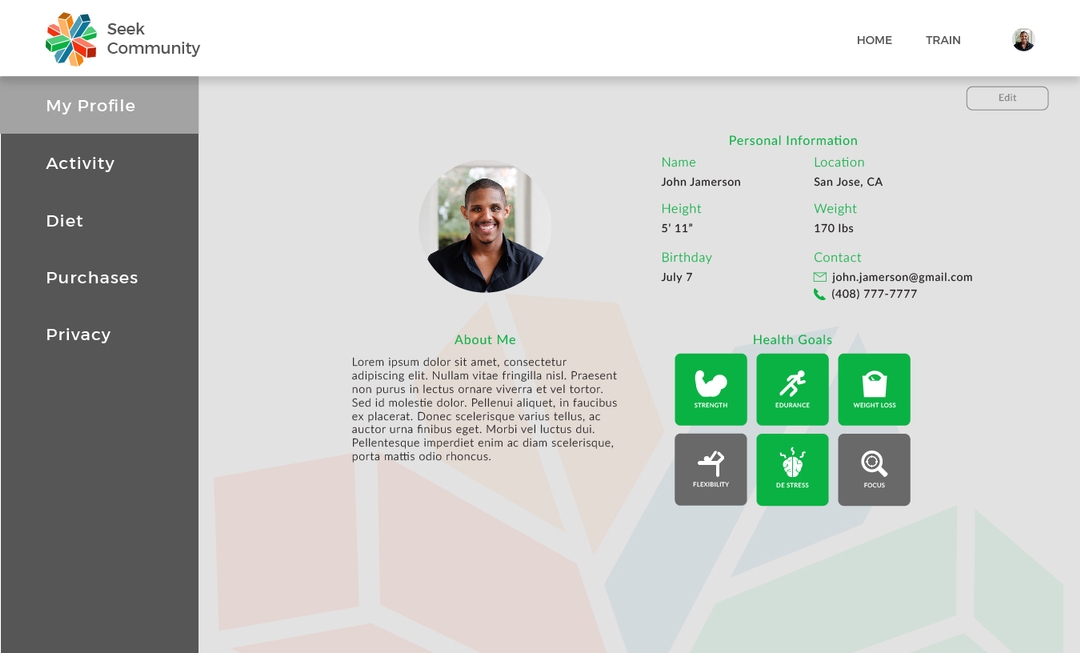 Seek
Community
HOME
TRAIN
My Profile
Activity
Diet
Purchases
Privacy
Edit
Personal Information
Name
Location
John Jamerson
San Jose, CA
Height
Weight
5’ 11”
170 lbs
Birthday
Contact
July 7
john.jamerson@gmail.com
(408) 777-7777
About Me
Lorem ipsum dolor sit amet, consectetur
adipiscing elit. Nullam vitae fringilla nisl. Praesent
non purus in lectus ornare viverra et vel tortor.
Sed id molestie dolor. Pellenui aliquet, in faucibus
ex placerat. Donec scelerisque varius tellus, ac
auctor urna finibus eget. Morbi vel luctus dui.
Pellentesque imperdiet enim ac diam scelerisque,
porta mattis odio rhoncus.
Health Goals
STRENGTH
EDURANCE
WEIGHT LOSS
FLEXIBILITY
DE STRESS
FOCUS